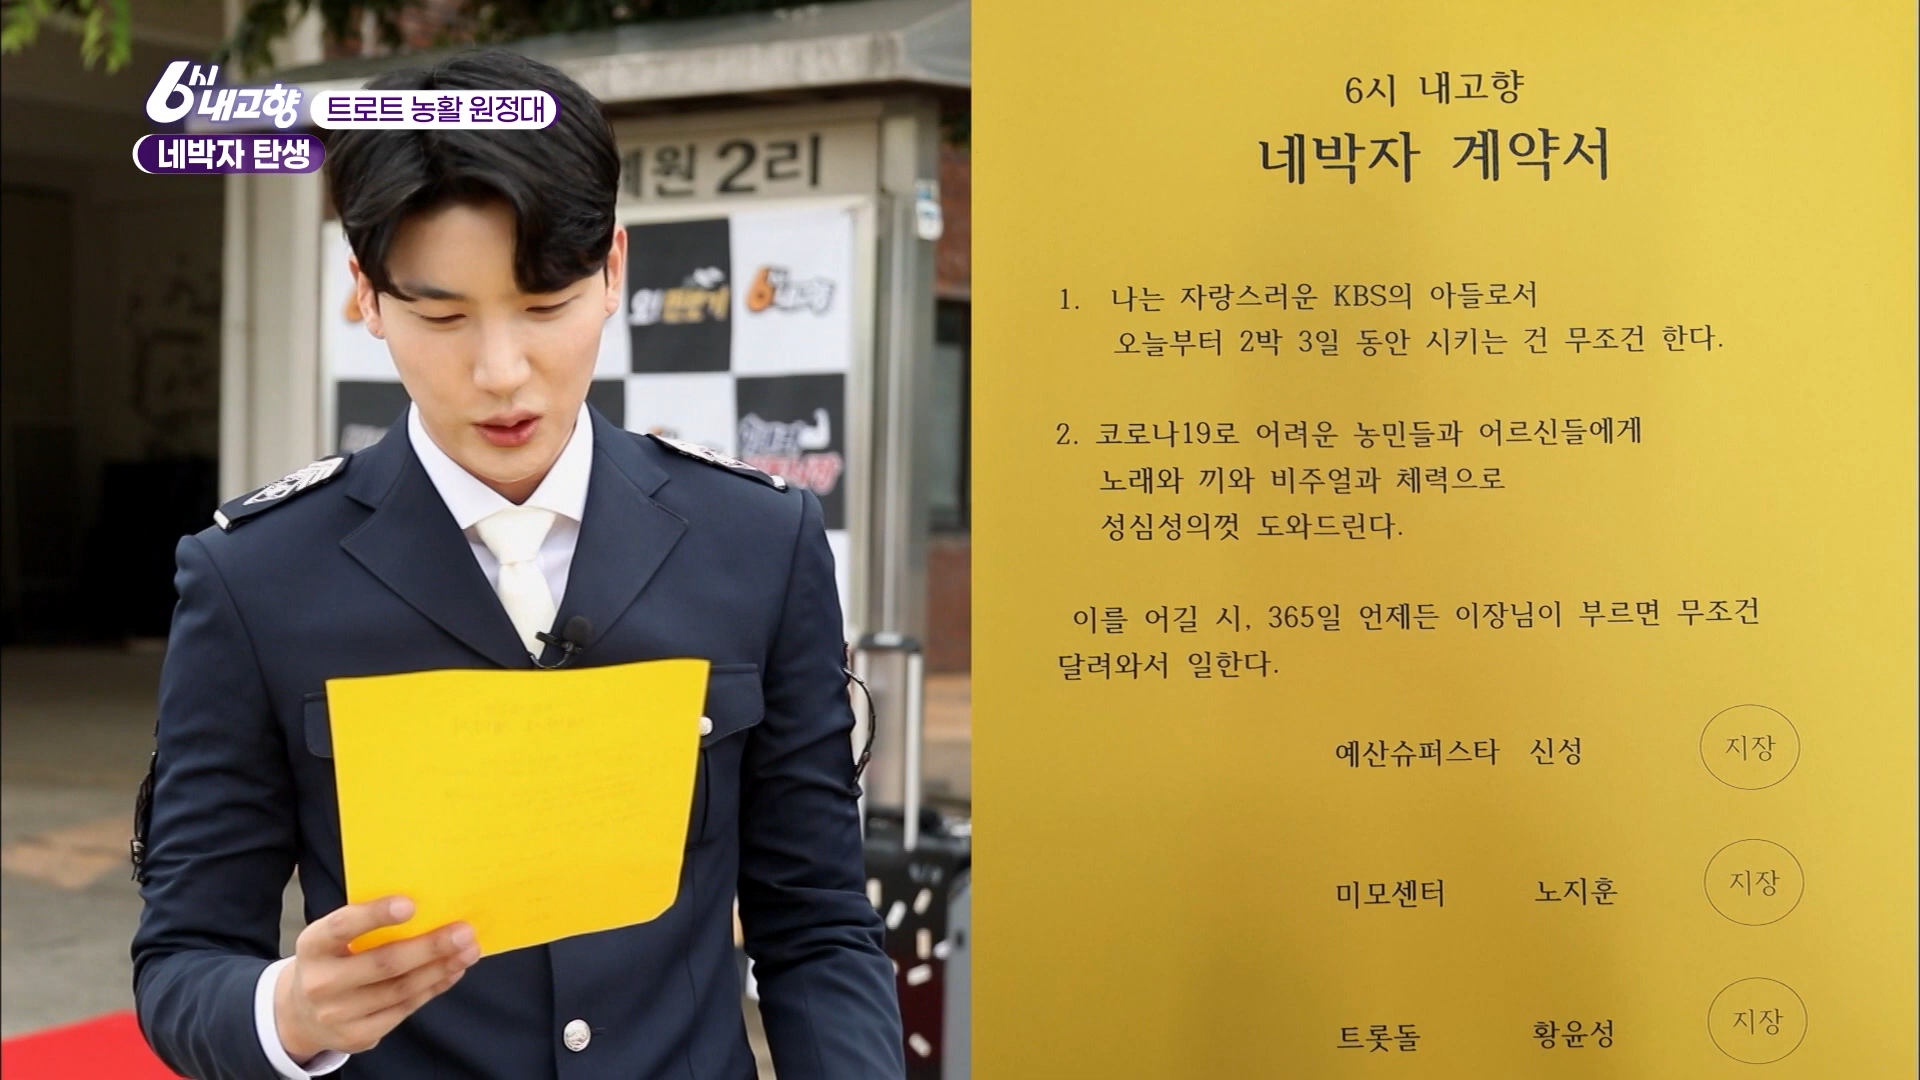 6시 내고향
트로트 농활 원정대
네박자 탄생
원 2리
6시 내고향
6시 내고향
네박자 계약서
1. 나는 자랑스러운 KBS의 아들로서
오늘부터 2박 3일 동안 시키는 건 무조건 한다.
2. 코로나19로 어려운 농민들과 어르신들에게
노래와 끼와 비주얼과 체력으로
성심성의껏 도와드린다.
이를 어길 시, 365일 언제든 이장님이 부르면 무조건
달려와서 일한다.
예산슈퍼스타 신성 지장
미모센터 노지훈 지장
트롯돌 황윤성 지장